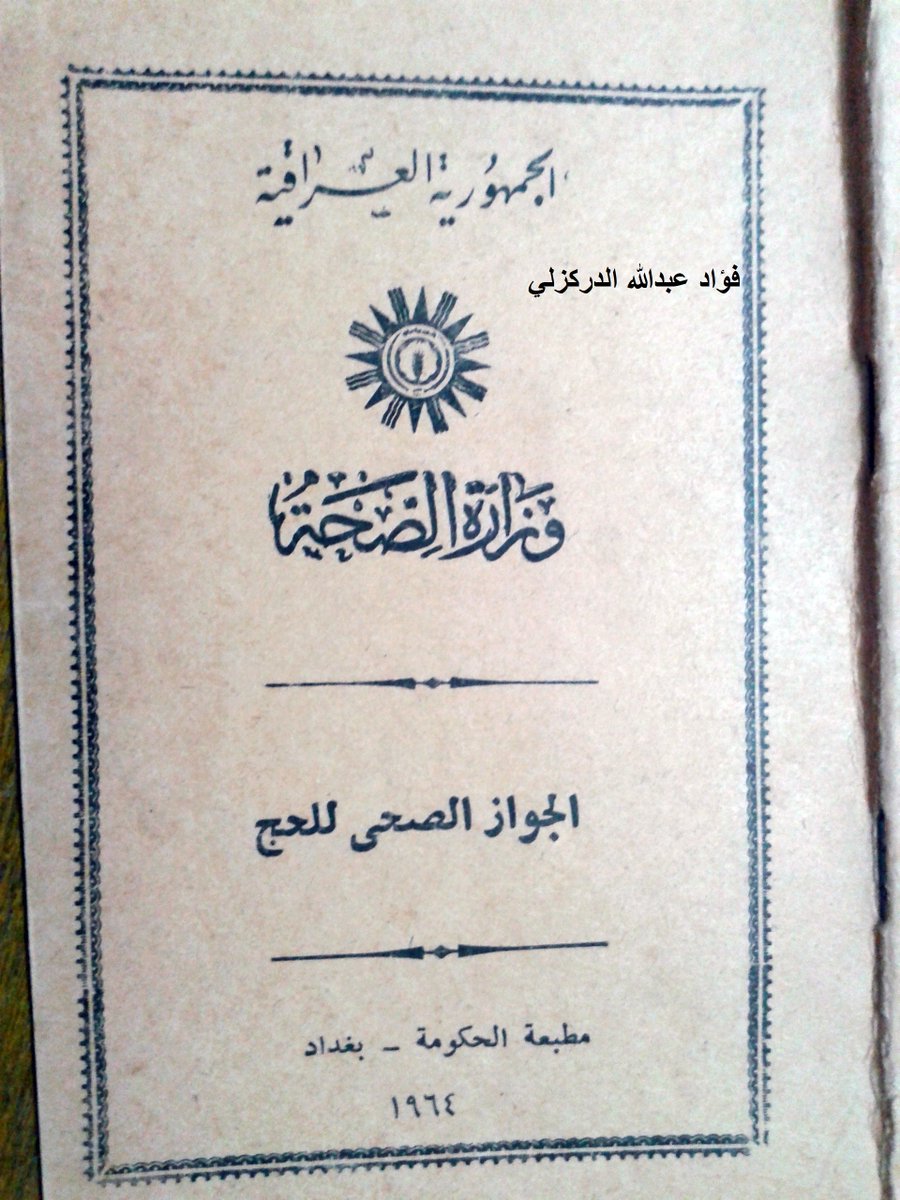 الجمهورية العراقية
فؤاد عبدالله الدركزلي
وزارة الصحة
الجواز الصحى للحج
مطبعة الحكومة - بغداد
١٩٦٤